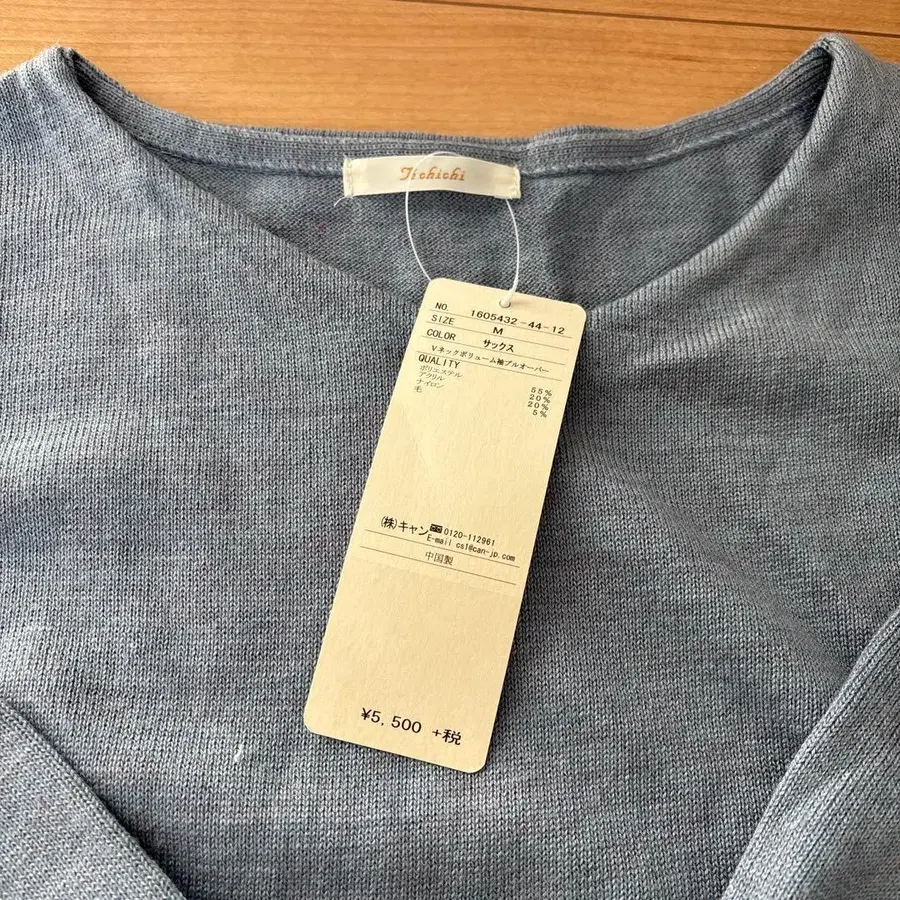 Tichichi
NO 1605432-44-12
SIZE M
COLOR サックス
Vネックボリューム袖プルオーバー
QUALITY
ポリエステル 55%
アクリル 20%
ナイロン 20%
毛 5%
(株)キャン 0120-112961
E-mail cs1@can-jp.com
中国製
¥5,500 +税